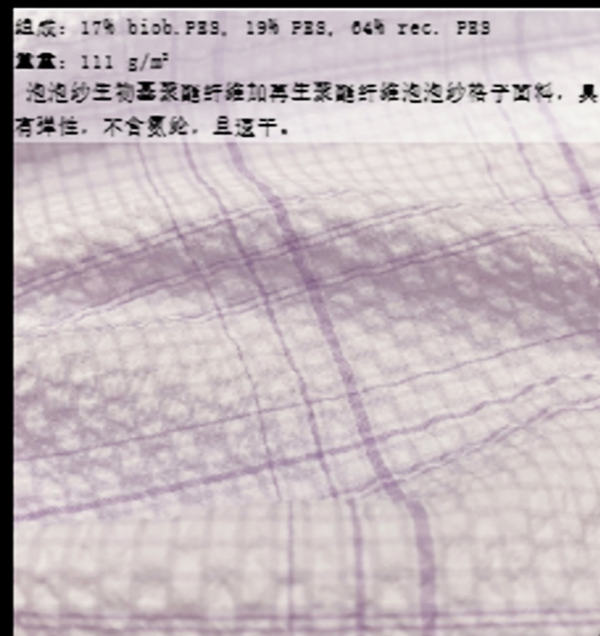 组成: 17% biob.PES, 19% PES, 64% rec. PES
重量: 111 g/m²
泡泡纱生物基聚酯纤维加再生聚酯纤维泡泡纱格子面料，具
有弹性，不含氨纶，且速干。